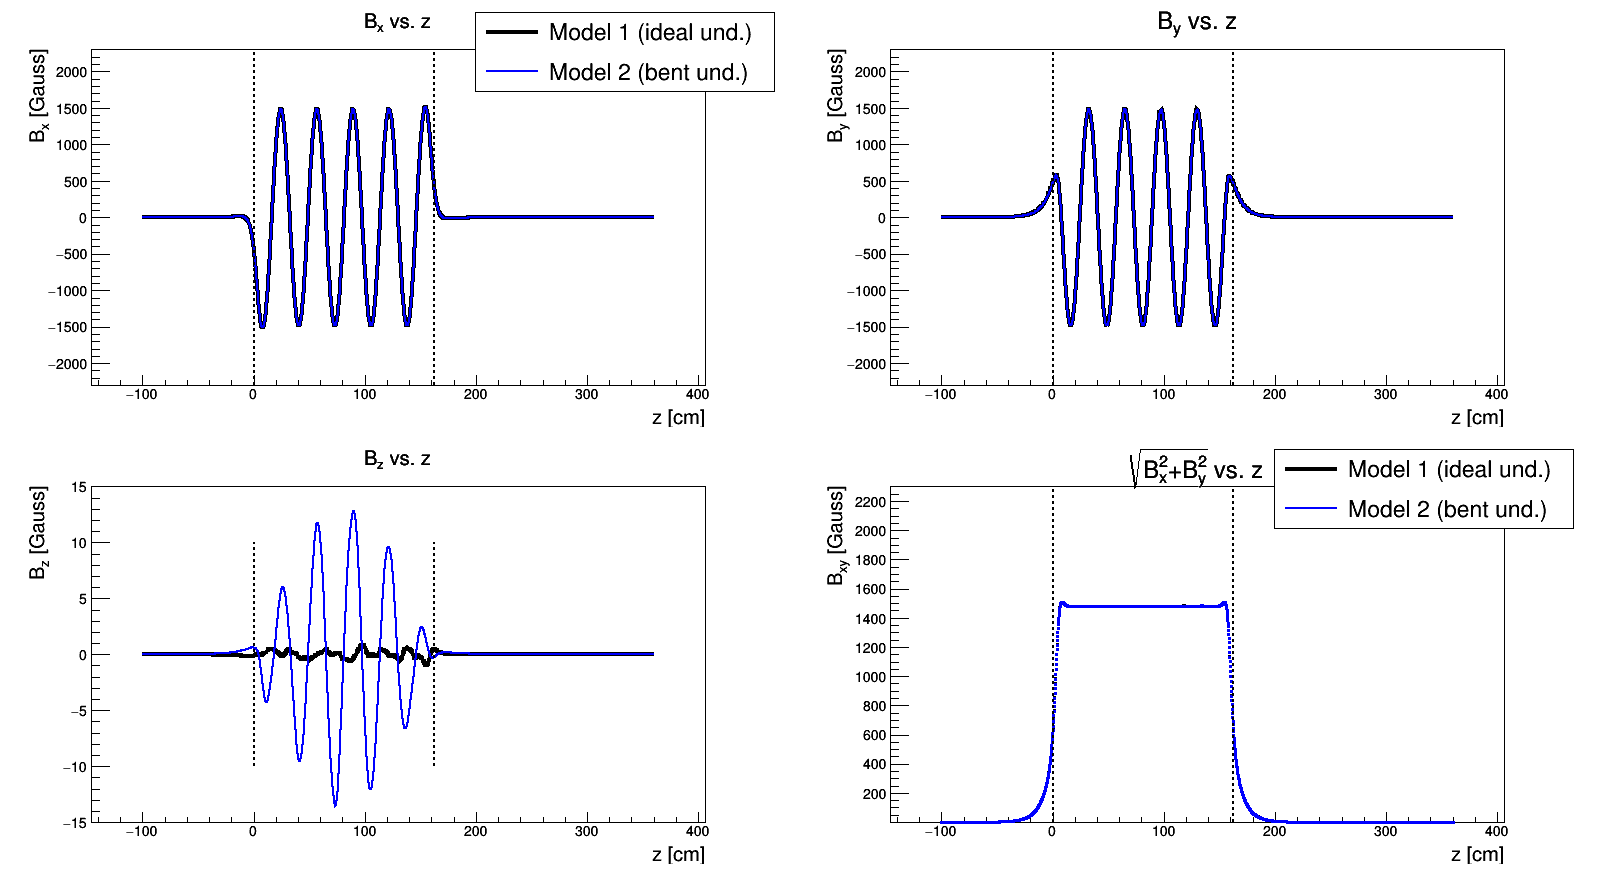 Bx vs. z
Model 1 (ideal und.)
Model 2 (bent und.)
Bx [Gauss]
2000
1500
1000
500
0
−500
−1000
−1500
−2000
−100 0 100 200 300 400
z [cm]
By vs. z
By [Gauss]
2000
1500
1000
500
0
−500
−1000
−1500
−2000
−100 0 100 200 300 400
z [cm]
Bz vs. z
Bz [Gauss]
15
10
5
0
−5
−10
−15
−100 0 100 200 300 400
z [cm]
√Bx²+By² vs. z
Model 1 (ideal und.)
Model 2 (bent und.)
Bxy [Gauss]
2200
2000
1800
1600
1400
1200
1000
800
600
400
200
−100 0 100 200 300 400
z [cm]